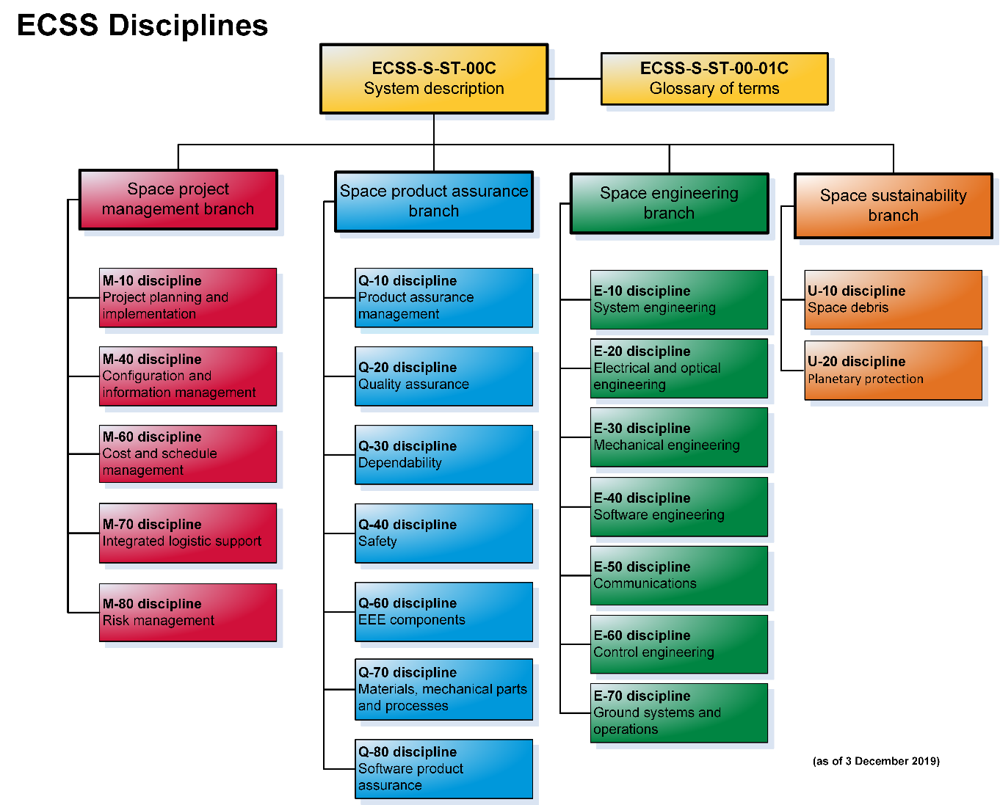 ECSS Disciplines
ECSS-S-ST-00C
System description
ECSS-S-ST-00-01C
Glossary of terms
Space project
management branch
M-10 discipline
Project planning and
implementation
M-40 discipline
Configuration and
information management
M-60 discipline
Cost and schedule
management
M-70 discipline
Integrated logistic support
M-80 discipline
Risk management
Space product assurance
branch
Q-10 discipline
Product assurance
management
Q-20 discipline
Quality assurance
Q-30 discipline
Dependability
Q-40 discipline
Safety
Q-60 discipline
EEE components
Q-70 discipline
Materials, mechanical parts
and processes
Q-80 discipline
Software product
assurance
Space engineering
branch
E-10 discipline
System engineering
E-20 discipline
Electrical and optical
engineering
E-30 discipline
Mechanical engineering
E-40 discipline
Software engineering
E-50 discipline
Communications
E-60 discipline
Control engineering
E-70 discipline
Ground systems and
operations
Space sustainability
branch
U-10 discipline
Space debris
U-20 discipline
Planetary protection
(as of 3 December 2019)